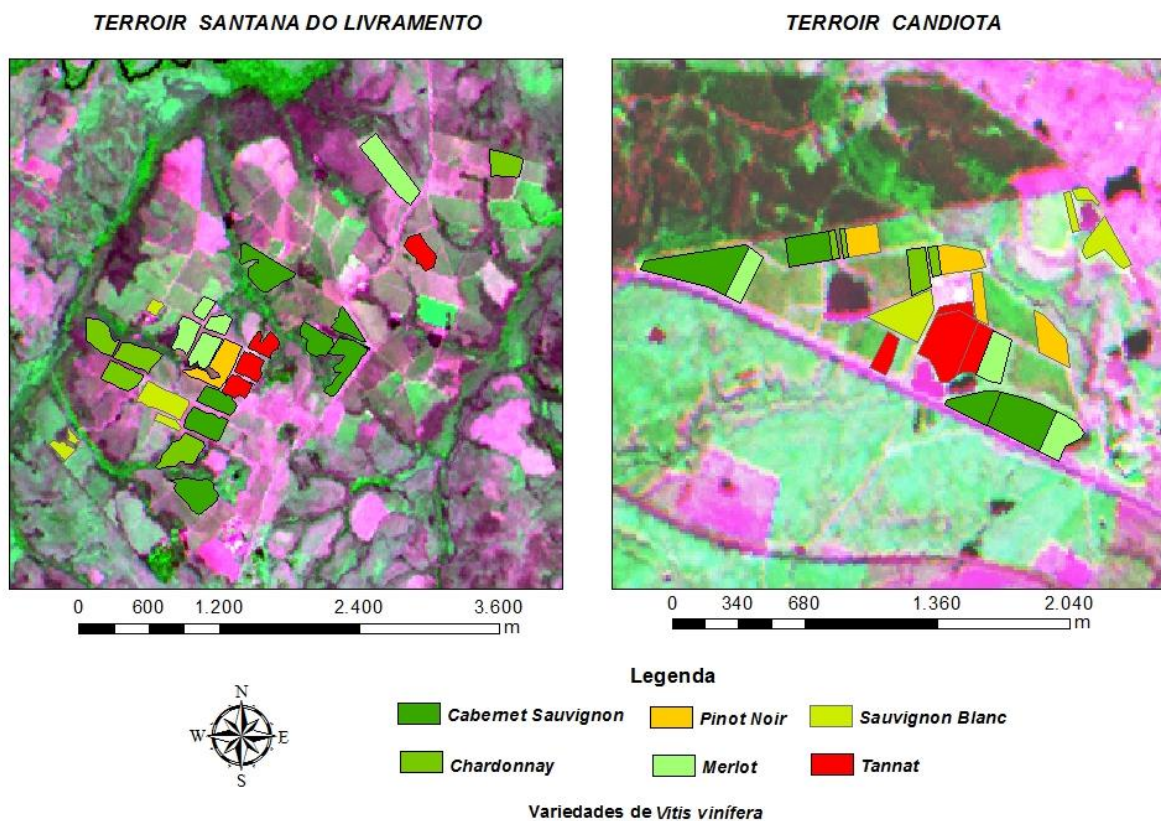 TERROIR SANTANA DO LIVRAMENTO
TERROIR CANDIOTA
0 600 1.200 2.400 3.600
m
0 340 680 1.360 2.040
m
Legenda
N
W E
S
Cabernet Sauvignon Pinot Noir Sauvignon Blanc
Chardonnay Merlot Tannat
Variedades de Vitis vinífera